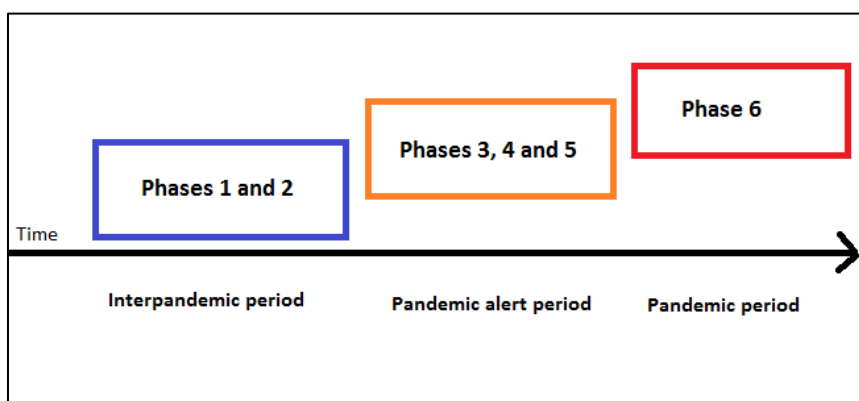 Phase 6
Phases 3, 4 and 5
Phases 1 and 2
Time
Interpandemic period
Pandemic alert period
Pandemic period